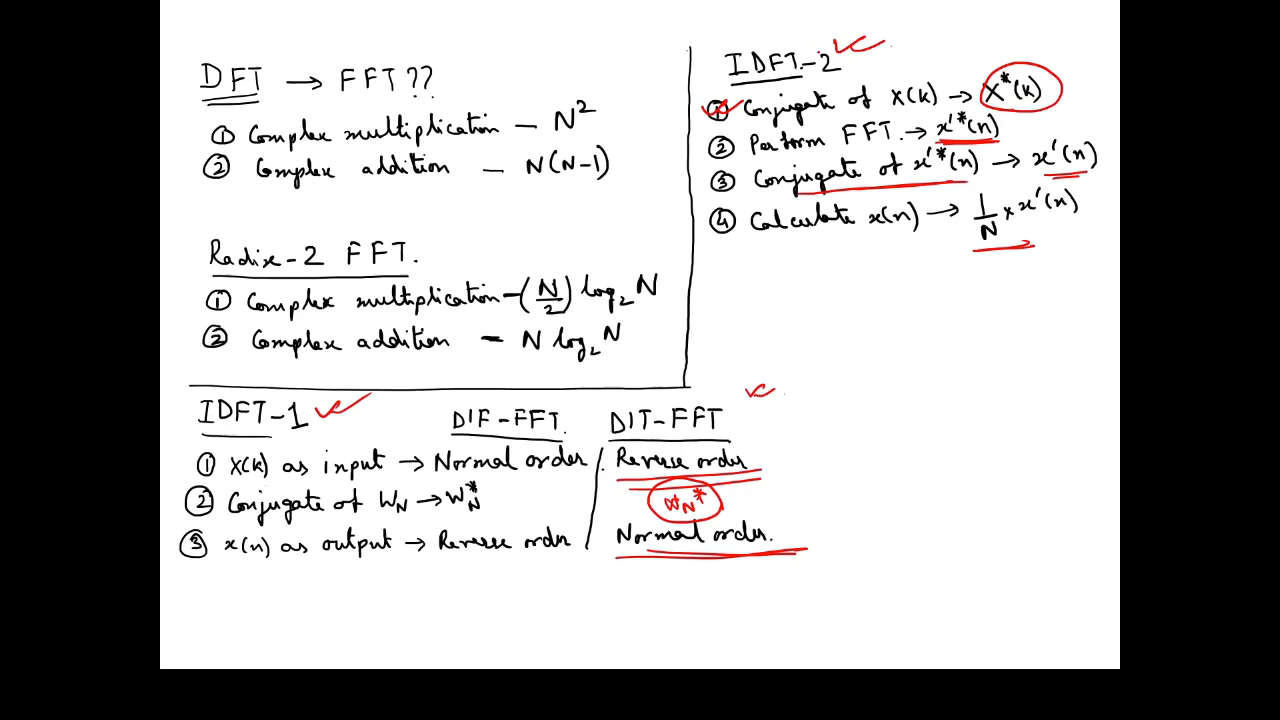 DFT → FFT??
① Complex multiplication – N²
② Complex addition – N(N-1)
Radix-2 FFT.
① Complex multiplication – (N/2) log₂ N
② Complex addition – N log₂ N
IDFT-2
① Conjugate of X(k) → X*(k)
② Perform FFT. → x'*(n)
③ Conjugate of x'*(n) → x'(n)
④ Calculate x(n) → 1/N × x'(n)
IDFT-1 DIF-FFT. DIT-FFT
① X(k) as input → Normal order / Reverse order
② Conjugate of W_N → W_N* W_N*
③ x(n) as output → Reverse order Normal order.